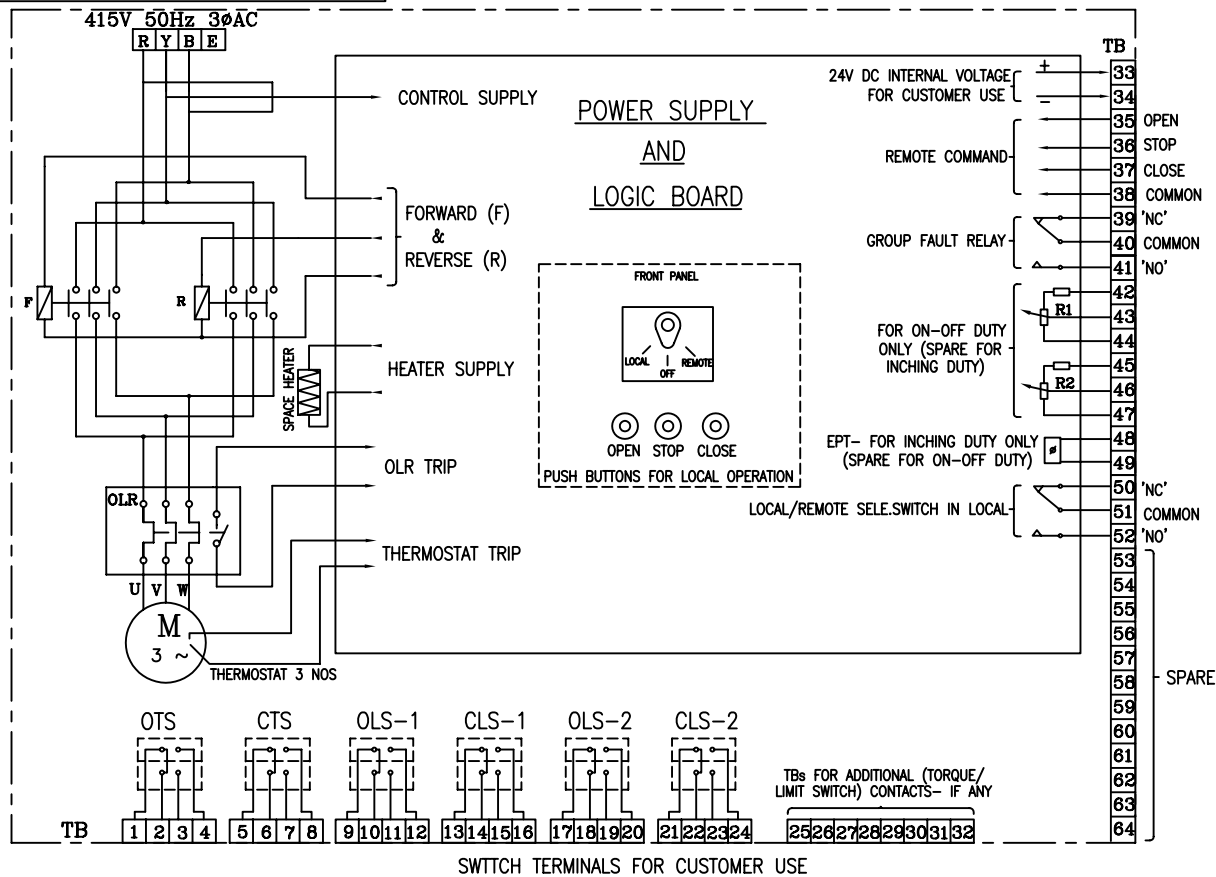 415V 50Hz 3øAC
R Y B E
TB
CONTROL SUPPLY
POWER SUPPLY
AND
LOGIC BOARD
24V DC INTERNAL VOLTAGE
FOR CUSTOMER USE
+
−
33
34
35 OPEN
36 STOP
37 CLOSE
38 COMMON
REMOTE COMMAND
39 'NC'
40 COMMON
41 'NO'
GROUP FAULT RELAY
FORWARD (F)
&
REVERSE (R)
F
R
FRONT PANEL
LOCAL
OFF
REMOTE
OPEN STOP CLOSE
PUSH BUTTONS FOR LOCAL OPERATION
42
43
44
45
46
47
R1
R2
FOR ON-OFF DUTY
ONLY (SPARE FOR
INCHING DUTY)
SPACE HEATER
HEATER SUPPLY
48
49
EPT- FOR INCHING DUTY ONLY
(SPARE FOR ON-OFF DUTY)
ø
OLR TRIP
OLR
50 'NC'
51 COMMON
52 'NO'
LOCAL/REMOTE SELE.SWITCH IN LOCAL
THERMOSTAT TRIP
U V W
M
3 ~
THERMOSTAT 3 NOS
53
54
55
56
57
58
59
60
61
62
63
64
SPARE
OTS CTS OLS-1 CLS-1 OLS-2 CLS-2
TBs FOR ADDITIONAL (TORQUE/
LIMIT SWITCH) CONTACTS- IF ANY
TB 1 2 3 4 5 6 7 8 9 10 11 12 13 14 15 16 17 18 19 20 21 22 23 24 25 26 27 28 29 30 31 32
SWTTCH TERMINALS FOR CUSTOMER USE